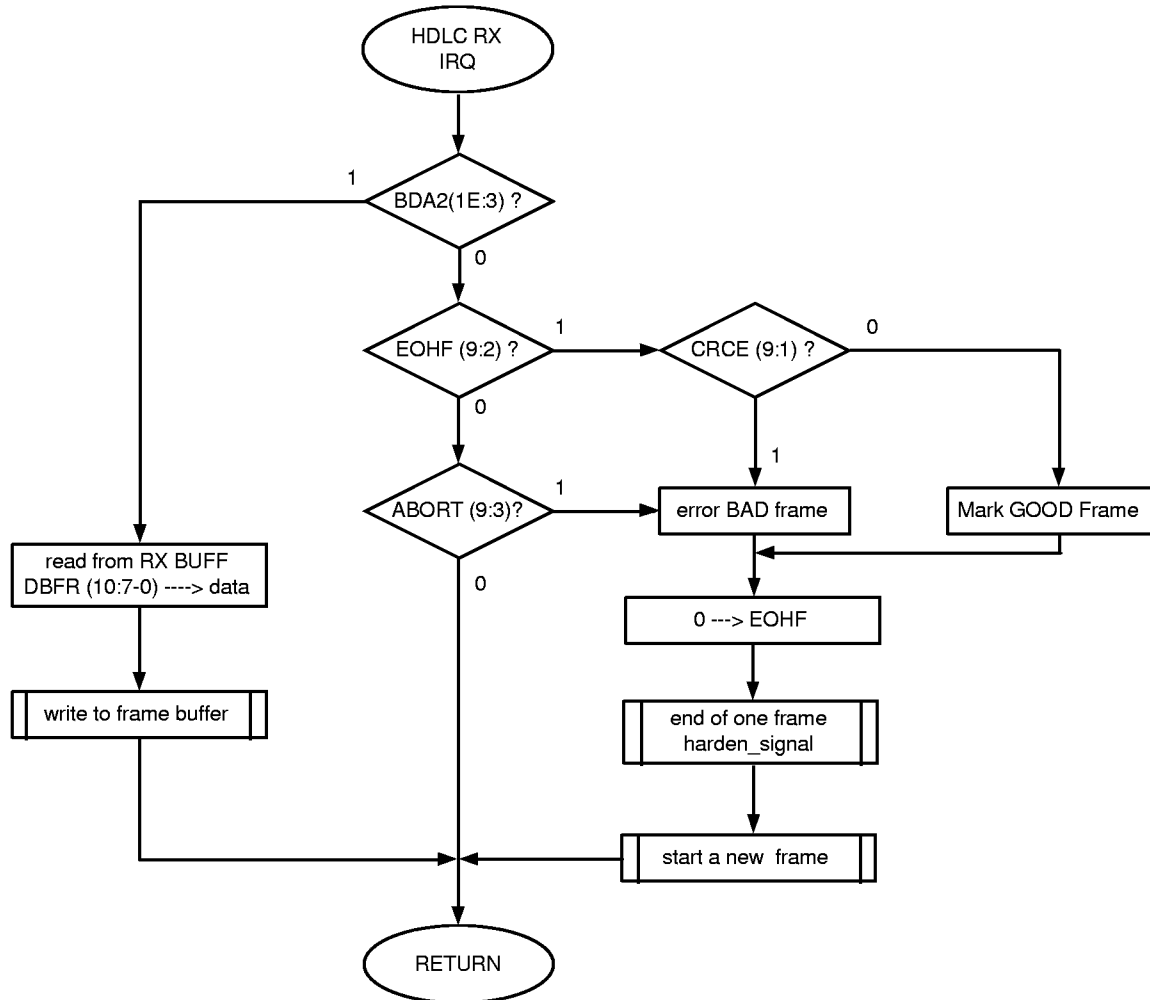 HDLC RX
IRQ
1
BDA2(1E:3) ?
0
EOHF (9:2) ?
1
CRCE (9:1) ?
0
0
1
ABORT (9:3)?
1
error BAD frame
Mark GOOD Frame
0
read from RX BUFF
DBFR (10:7-0) ----> data
0 ---> EOHF
write to frame buffer
end of one frame
harden_signal
start a new  frame
RETURN